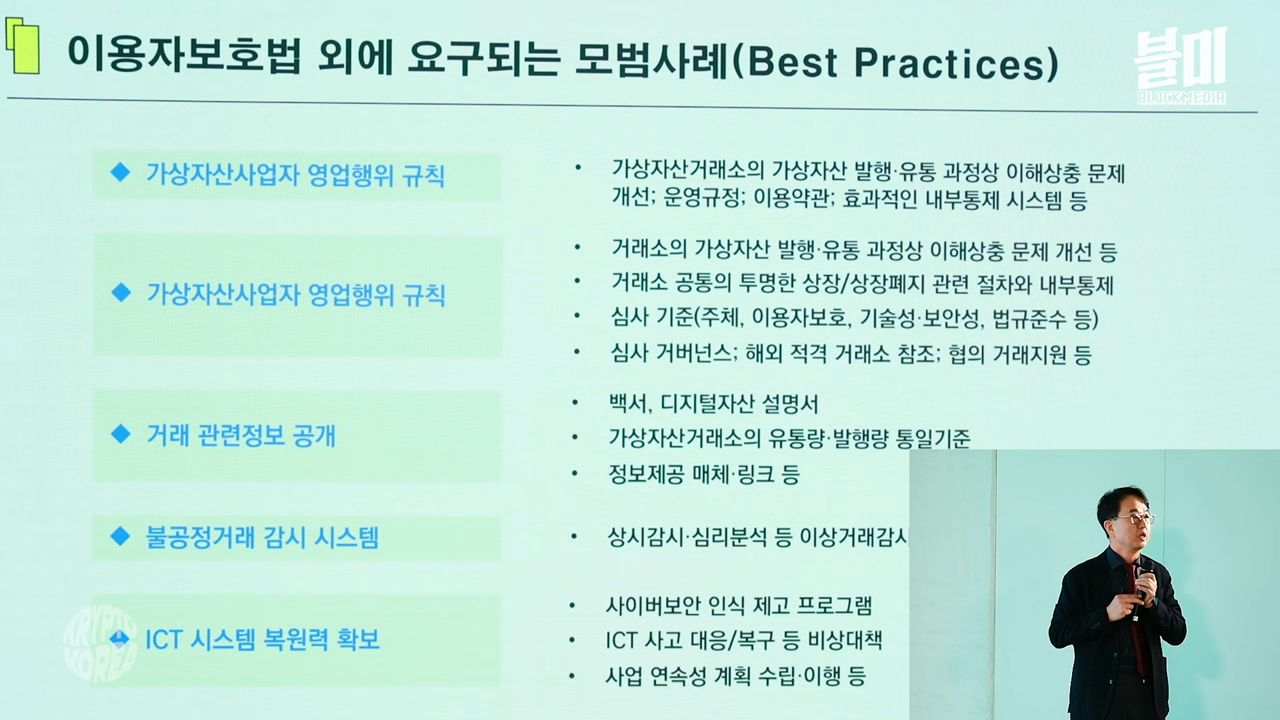 이용자보호법 외에 요구되는 모범사례(Best Practices)
블미
BLOCKMEDIA
◆ 가상자산사업자 영업행위 규칙
• 가상자산거래소의 가상자산 발행·유통 과정상 이해상충 문제
개선; 운영규정; 이용약관; 효과적인 내부통제 시스템 등
◆ 가상자산사업자 영업행위 규칙
• 거래소의 가상자산 발행·유통 과정상 이해상충 문제 개선 등
• 거래소 공통의 투명한 상장/상장폐지 관련 절차와 내부통제
• 심사 기준(주체, 이용자보호, 기술성·보안성, 법규준수 등)
• 심사 거버넌스; 해외 적격 거래소 참조; 협의 거래지원 등
◆ 거래 관련정보 공개
• 백서, 디지털자산 설명서
• 가상자산거래소의 유통량·발행량 통일기준
• 정보제공 매체·링크 등
◆ 불공정거래 감시 시스템
• 상시감시·심리분석 등 이상거래감시
◆ ICT 시스템 복원력 확보
• 사이버보안 인식 제고 프로그램
• ICT 사고 대응/복구 등 비상대책
• 사업 연속성 계획 수립·이행 등
KRYPTO
KOREA